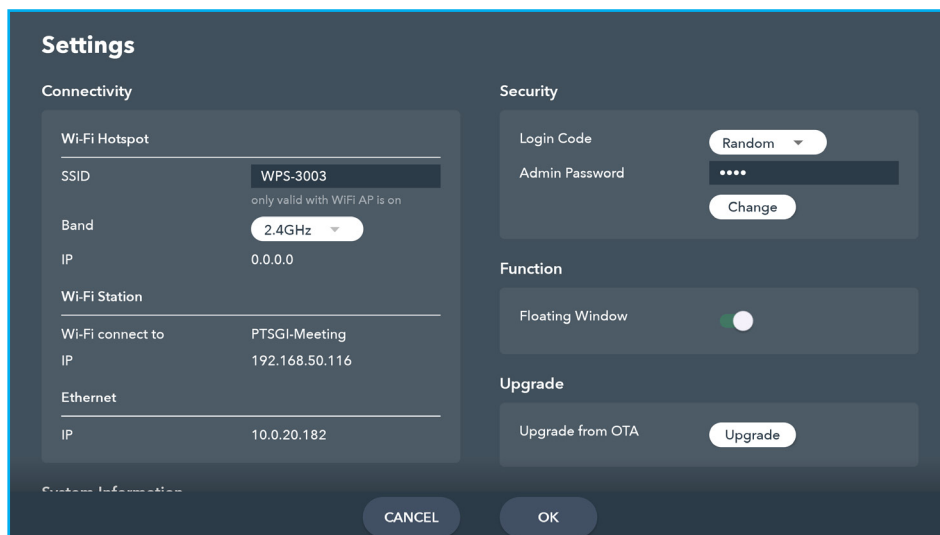 Settings
Connectivity
Wi-Fi Hotspot
SSID WPS-3003
only valid with WiFi AP is on
Band 2.4GHz
IP 0.0.0.0
Wi-Fi Station
Wi-Fi connect to PTSGI-Meeting
IP 192.168.50.116
Ethernet
IP 10.0.20.182
System Information
Security
Login Code Random
Admin Password ••••
Change
Function
Floating Window
Upgrade
Upgrade from OTA Upgrade
CANCEL OK